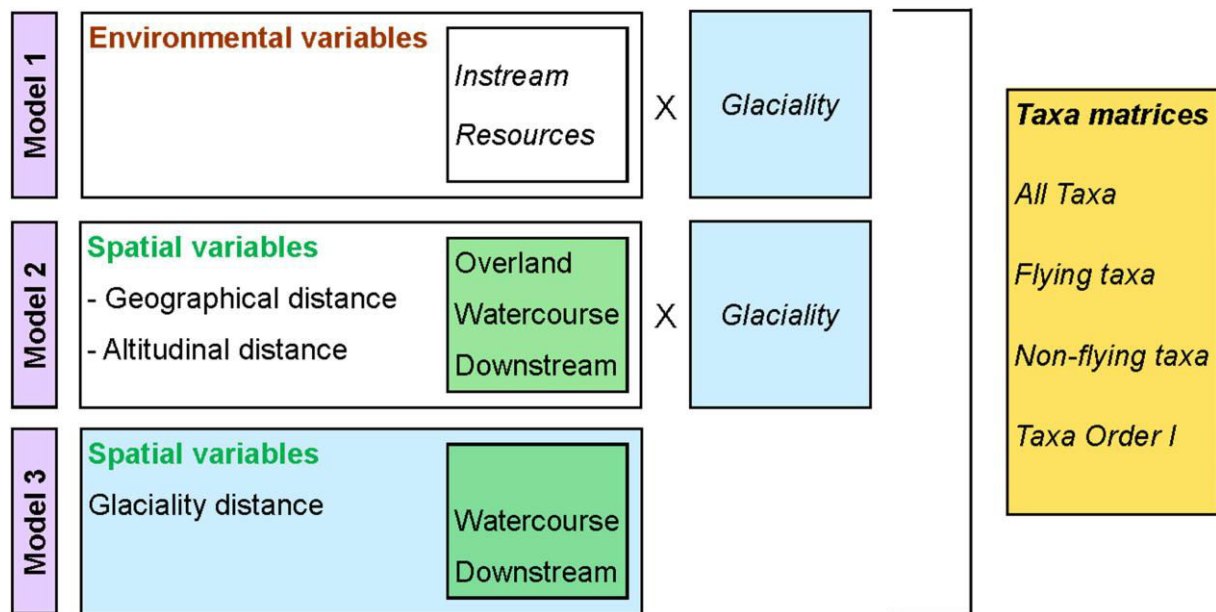 Model 1
Environmental variables
Instream
Resources
X
Glaciality
Model 2
Spatial variables
- Geographical distance
- Altitudinal distance
Overland
Watercourse
Downstream
X
Glaciality
Model 3
Spatial variables
Glaciality distance
Watercourse
Downstream
Taxa matrices
All Taxa
Flying taxa
Non-flying taxa
Taxa Order I